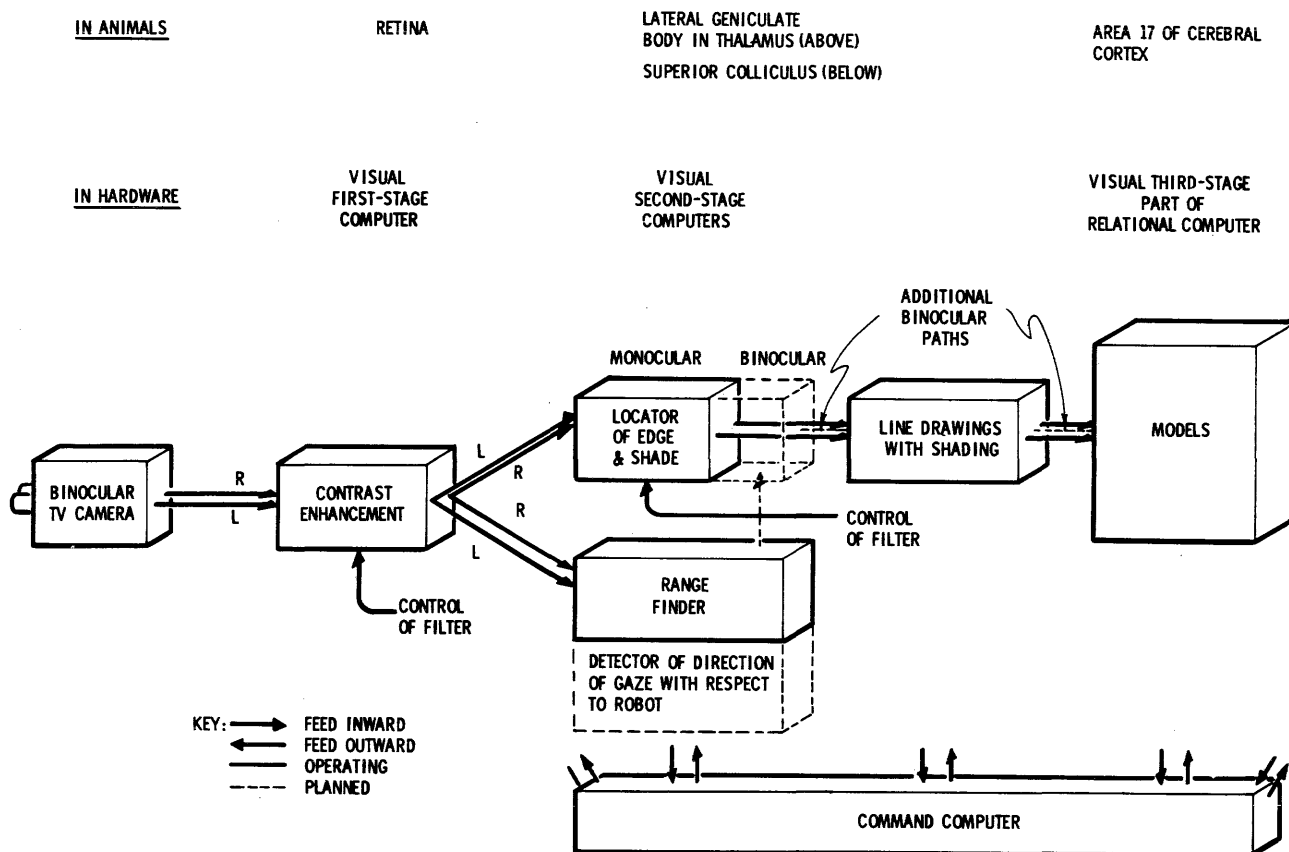 IN ANIMALS
RETINA
LATERAL GENICULATE
BODY IN THALAMUS (ABOVE)
SUPERIOR COLLICULUS (BELOW)
AREA 17 OF CEREBRAL
CORTEX
IN HARDWARE
VISUAL
FIRST-STAGE
COMPUTER
VISUAL
SECOND-STAGE
COMPUTERS
VISUAL THIRD-STAGE
PART OF
RELATIONAL COMPUTER
ADDITIONAL
BINOCULAR
PATHS
MONOCULAR
BINOCULAR
BINOCULAR
TV CAMERA
R
L
CONTRAST
ENHANCEMENT
L
R
R
L
LOCATOR
OF EDGE
& SHADE
LINE DRAWINGS
WITH SHADING
MODELS
CONTROL
OF FILTER
CONTROL
OF FILTER
RANGE
FINDER
DETECTOR OF DIRECTION
OF GAZE WITH RESPECT
TO ROBOT
KEY:
FEED INWARD
FEED OUTWARD
OPERATING
PLANNED
COMMAND COMPUTER